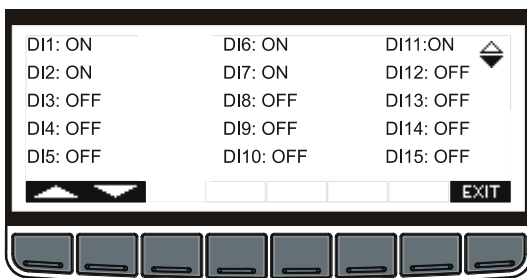 DI1: ON DI6: ON DI11:ON
DI2: ON DI7: ON DI12: OFF
DI3: OFF DI8: OFF DI13: OFF
DI4: OFF DI9: OFF DI14: OFF
DI5: OFF DI10: OFF DI15: OFF
EXIT